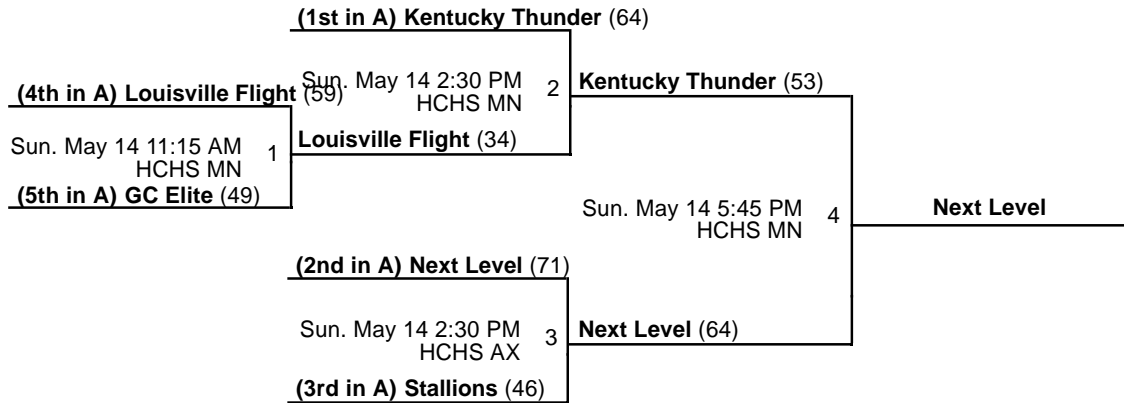 (1st in A) Kentucky Thunder (64)
Sun. May 14 2:30 PM
HCHS MN
2
Kentucky Thunder (53)
(4th in A) Louisville Flight (59)
Sun. May 14 11:15 AM
HCHS MN
1
Louisville Flight (34)
(5th in A) GC Elite (49)
Sun. May 14 5:45 PM
HCHS MN
4
Next Level
(2nd in A) Next Level (71)
Sun. May 14 2:30 PM
HCHS AX
3
Next Level (64)
(3rd in A) Stallions (46)